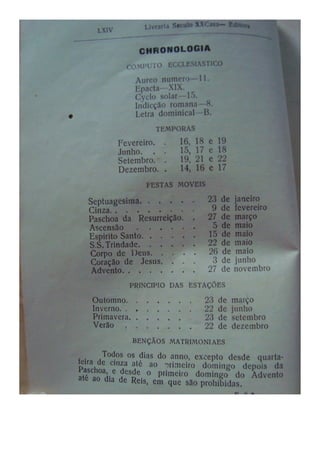 LXIV Livraria Seculo XX Casa— Editora
CHRONOLOGIA
COMPUTO ECCLESIASTICO
Aureo numero—11.
Epacta—XIX.
Cyclo solar—15.
Indicção romana—8.
Letra dominical—B.
TEMPORAS
Fevereiro. . 16, 18 e 19
Junho. . . 15, 17 e 18
Setembro. . 19, 21 e 22
Dezembro. . 14, 16 e 17
FESTAS MOVEIS
Septuagesima. . . . . . 23 de janeiro
Cinza. . . . . . . . 9 de fevereiro
Paschoa da Resurreição. . 27 de março
Ascensão . . . . . . 5 de maio
Espirito Santo. . . . . . 15 de maio
S.S. Trindade. . . . . . 22 de maio
Corpo de Deus. . . . . 26 de maio
Coração de Jesus. . . . 3 de junho
Advento. . . . . . . . 27 de novembro
PRINCIPIO DAS ESTAÇÕES
Outomno. . . . . . . 23 de março
Inverno. . . . . . . . 22 de junho
Primavera. . . . . . . 23 de setembro
Verão . . . . . . . 22 de dezembro
BENÇÃOS MATRIMONIAES
Todos os dias do anno, excepto desde quarta-
feira de cinza até ao primeiro domingo depois da
Paschoa, e desde o primeiro domingo do Advento
até ao dia de Reis, em que são prohibidas.